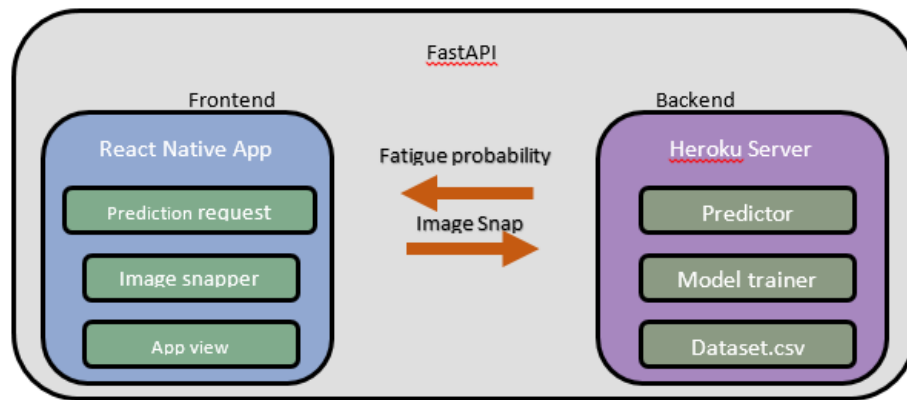 FastAPI
Frontend
Backend
React Native App
Prediction request
Image snapper
App view
Fatigue probability
Image Snap
Heroku Server
Predictor
Model trainer
Dataset.csv